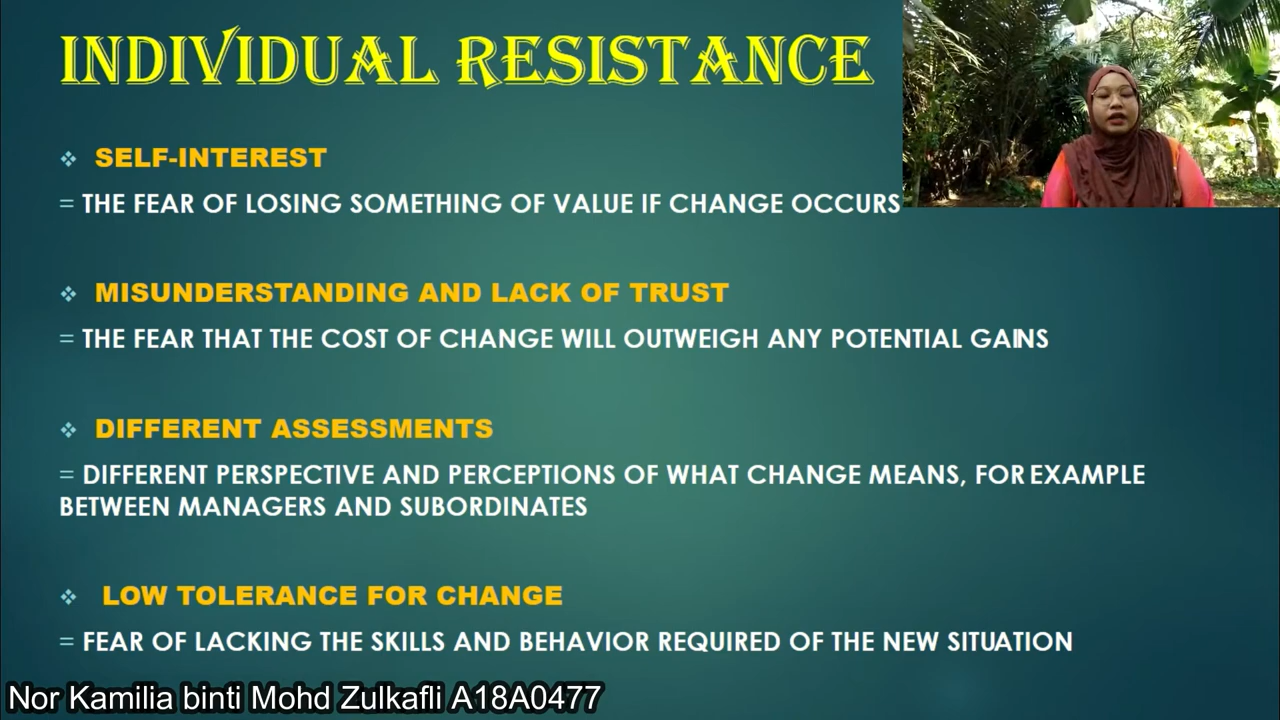 INDIVIDUAL RESISTANCE
❖ SELF-INTEREST
= THE FEAR OF LOSING SOMETHING OF VALUE IF CHANGE OCCURS
❖ MISUNDERSTANDING AND LACK OF TRUST
= THE FEAR THAT THE COST OF CHANGE WILL OUTWEIGH ANY POTENTIAL GAINS
❖ DIFFERENT ASSESSMENTS
= DIFFERENT PERSPECTIVE AND PERCEPTIONS OF WHAT CHANGE MEANS, FOR EXAMPLE
BETWEEN MANAGERS AND SUBORDINATES
❖ LOW TOLERANCE FOR CHANGE
= FEAR OF LACKING THE SKILLS AND BEHAVIOR REQUIRED OF THE NEW SITUATION
Nor Kamilia binti Mohd Zulkafli A18A0477